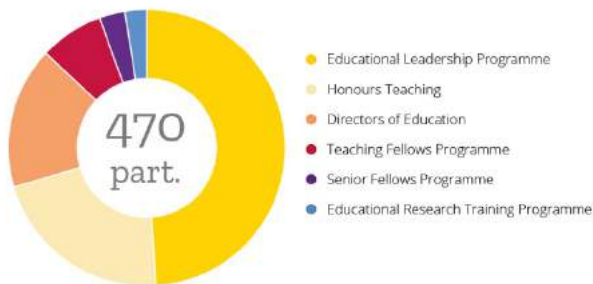 470
part.
Educational Leadership Programme
Honours Teaching
Directors of Education
Teaching Fellows Programme
Senior Fellows Programme
Educational Research Training Programme